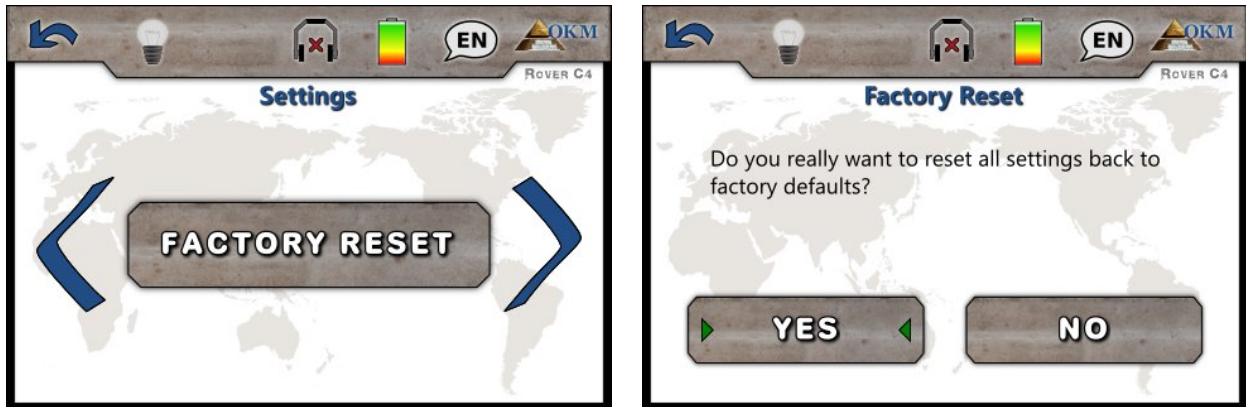 EN
OKM
ROVER C4
Settings
FACTORY RESET
EN
OKM
ROVER C4
Factory Reset
Do you really want to reset all settings back to
factory defaults?
YES
NO